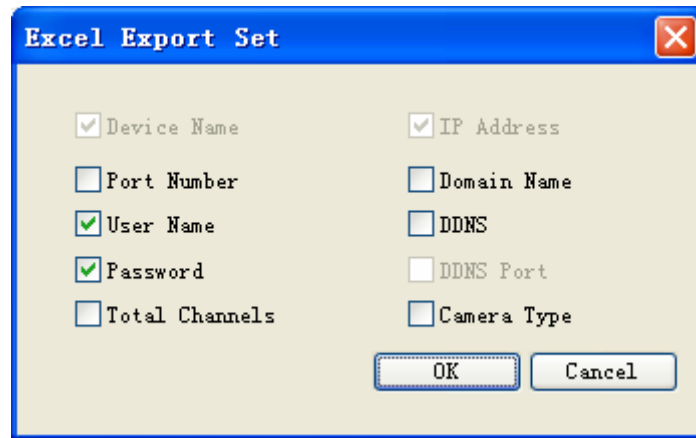 Excel Export Set
Device Name
IP Address
Port Number
Domain Name
User Name
DDNS
Password
DDNS Port
Total Channels
Camera Type
OK
Cancel